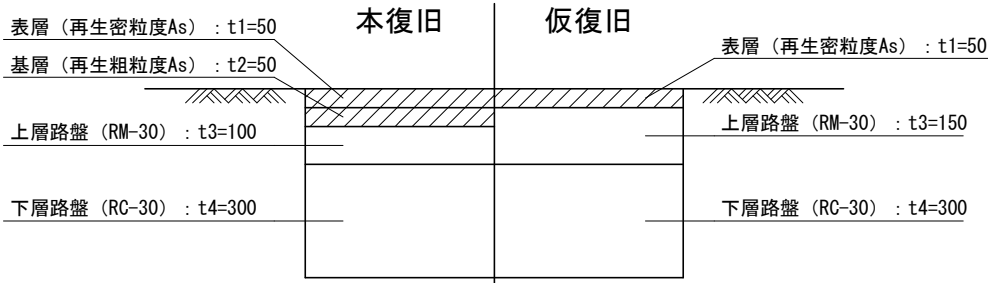 本復旧
仮復旧
表層（再生密粒度As）：t1=50
基層（再生粗粒度As）：t2=50
上層路盤（RM-30）：t3=100
下層路盤（RC-30）：t4=300
表層（再生密粒度As）：t1=50
上層路盤（RM-30）：t3=150
下層路盤（RC-30）：t4=300